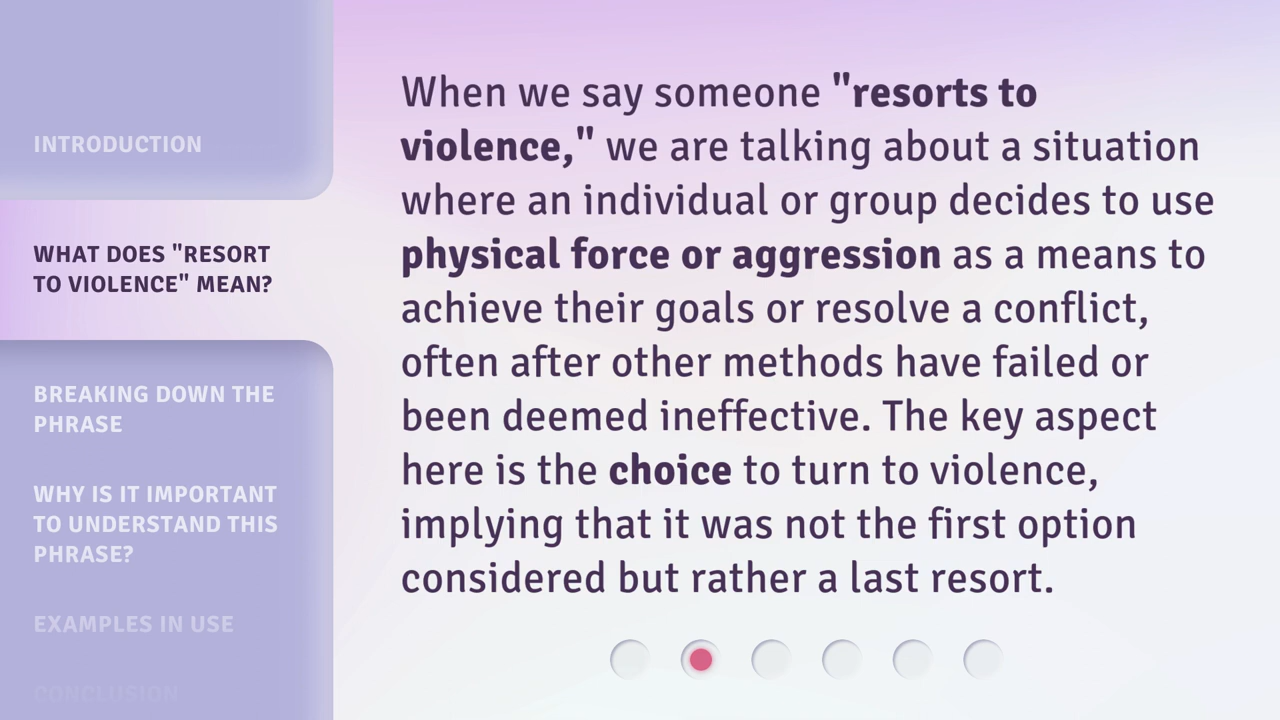 INTRODUCTION
WHAT DOES "RESORT
TO VIOLENCE" MEAN?
BREAKING DOWN THE
PHRASE
WHY IS IT IMPORTANT
TO UNDERSTAND THIS
PHRASE?
EXAMPLES IN USE
CONCLUSION
When we say someone "resorts to
violence," we are talking about a situation
where an individual or group decides to use
physical force or aggression as a means to
achieve their goals or resolve a conflict,
often after other methods have failed or
been deemed ineffective. The key aspect
here is the choice to turn to violence,
implying that it was not the first option
considered but rather a last resort.